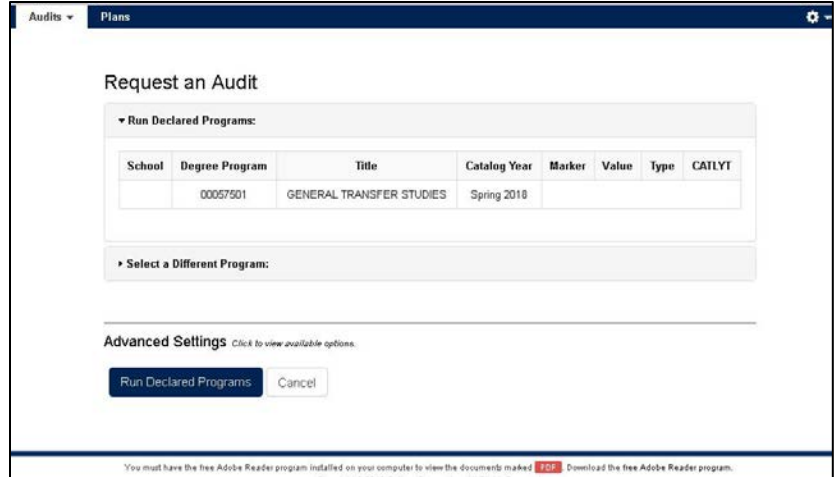 Audits Plans
Request an Audit
Run Declared Programs:
School Degree Program Title Catalog Year Marker Value Type CATLYT
00057501 GENERAL TRANSFER STUDIES Spring 2018
Select a Different Program:
Advanced Settings Click to view available options.
Run Declared Programs Cancel
You must have the free Adobe Reader program installed on your computer to view the documents marked PDF. Download the free Adobe Reader program.